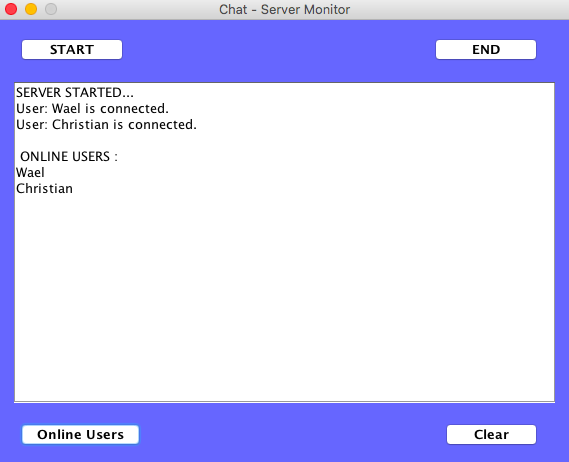 Chat - Server Monitor
START
END
SERVER STARTED...
User: Wael is connected.
User: Christian is connected.
ONLINE USERS :
Wael
Christian
Online Users
Clear